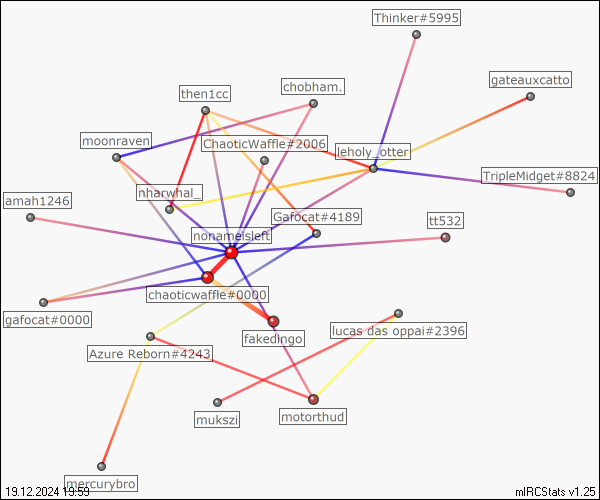 Thinker#5995
gateauxcatto
then1cc
chobham.
moonraven
ChaoticWaffle#2006
leholy_otter
TripleMidget#8824
nharwhal_
amah1246
Gafocat#4189
tt532
nonameisleft
chaoticwaffle#0000
gafocat#0000
lucas das oppai#2396
fakedingo
Azure Reborn#4243
mukszi
motorthud
mercurybro
19.12.2024 19:59
mIRCStats v1.25